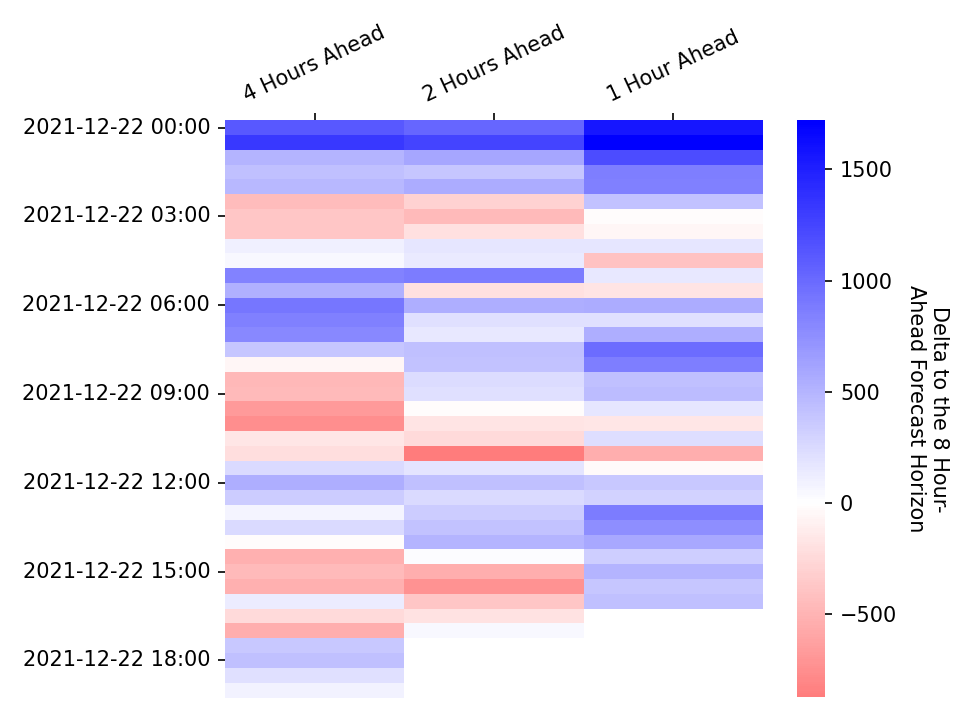 4 Hours Ahead
2 Hours Ahead
1 Hour Ahead
2021-12-22 00:00
2021-12-22 03:00
2021-12-22 06:00
2021-12-22 09:00
2021-12-22 12:00
2021-12-22 15:00
2021-12-22 18:00
1500
1000
500
0
−500
Delta to the 8 Hour-
Ahead Forecast Horizon